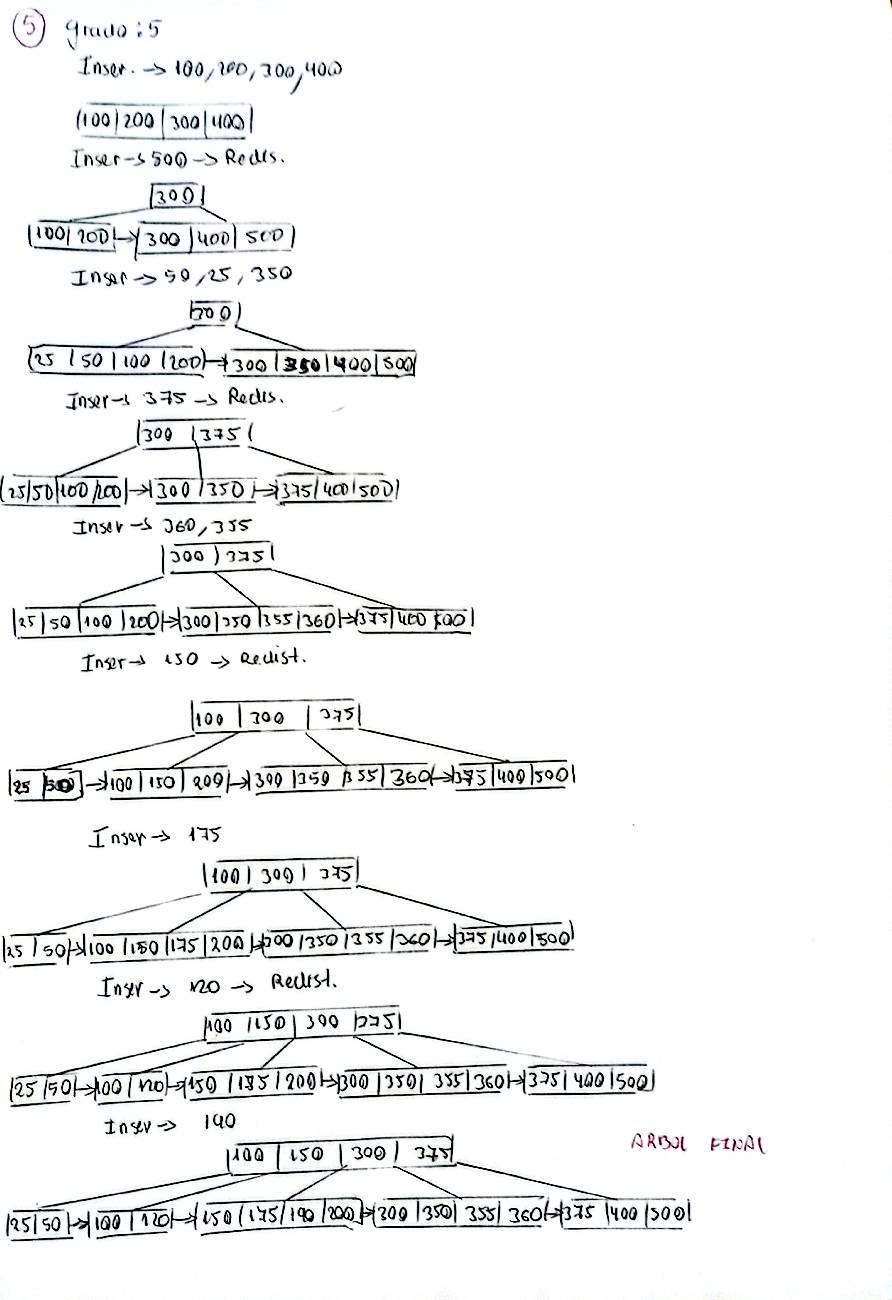 5 grado: 5
Inser. → 100, 200, 300, 400
|100|200|300|400|
Inser → 500 → Redis.
|300|
|100|200|→|300|400|500|
Inser → 50, 25, 350
|300|
|25|50|100|200|→|300|350|400|500|
Inser → 375 → Redis.
|300|375|
|25|50|100|200|→|300|350|→|375|400|500|
Inser → 360, 355
|300|375|
|25|50|100|200|→|300|350|355|360|→|375|400|500|
Inser → 150 → Redist.
|100|300|375|
|25|50|→|100|150|200|→|300|350|355|360|→|375|400|500|
Inser → 175
|100|300|375|
|25|50|→|100|150|175|200|→|300|350|355|360|→|375|400|500|
Inser → 120 → Redist.
|100|150|300|375|
|25|50|→|100|120|→|150|175|200|→|300|350|355|360|→|375|400|500|
Inser → 190
|100|150|300|375|
ARBOL FINAL
|25|50|→|100|120|→|150|175|190|200|→|300|350|355|360|→|375|400|500|